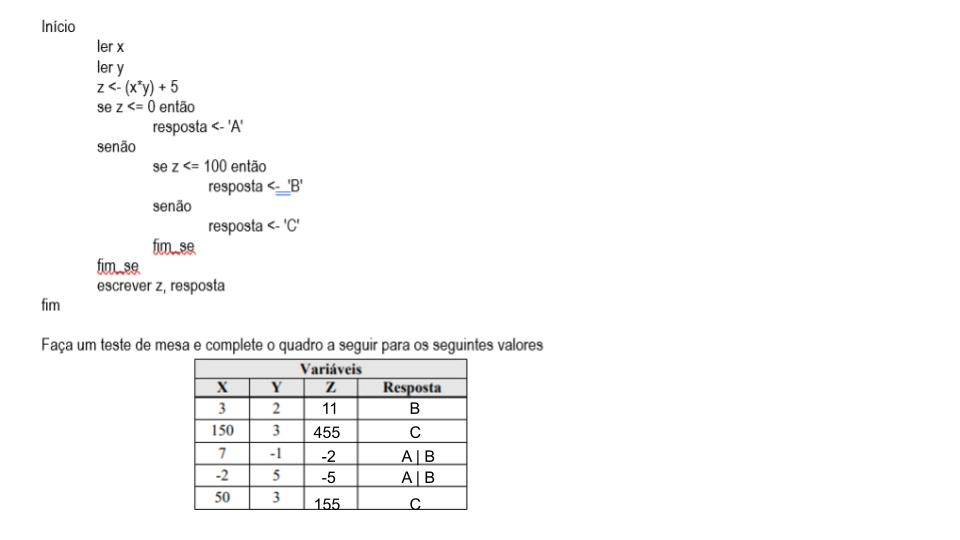 Início
ler x
ler y
z <- (x*y) + 5
se z <= 0 então
resposta <- 'A'
senão
se z <= 100 então
resposta <- 'B'
senão
resposta <- 'C'
fim_se
fim_se
escrever z, resposta
fim
Faça um teste de mesa e complete o quadro a seguir para os seguintes valores
Variáveis
X Y Z Resposta
3 2 11 B
150 3 455 C
7 -1 -2 A | B
-2 5 -5 A | B
50 3 155 C